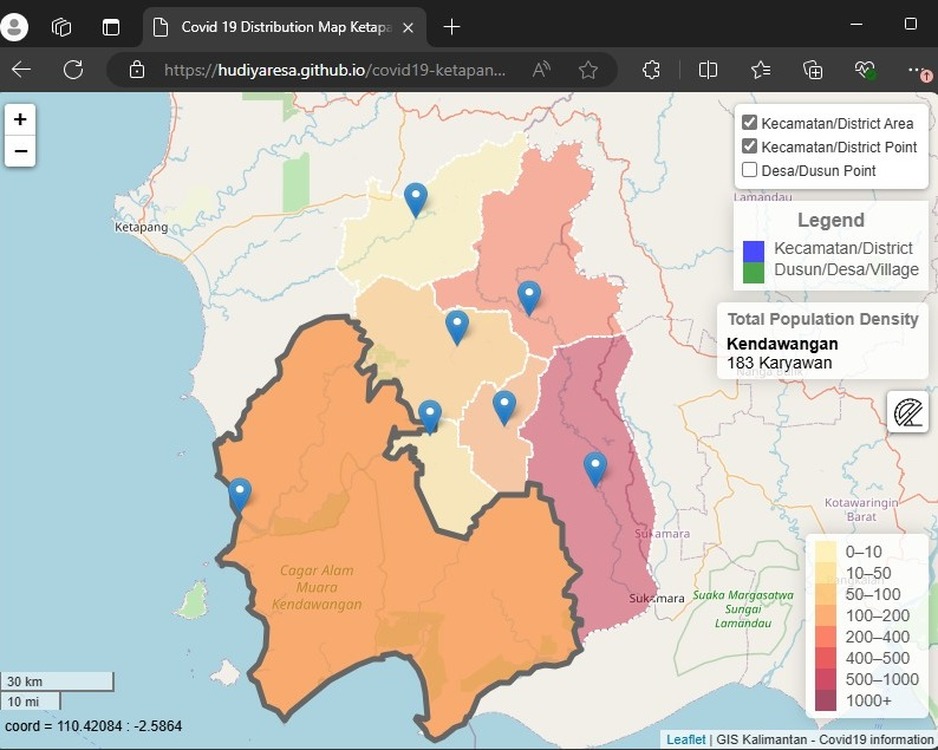 Covid 19 Distribution Map Ketapa
https://hudiyaresa.github.io/covid19-ketapan...
+
−
Kecamatan/District Area
Kecamatan/District Point
Desa/Dusun Point
Lamandau
Legend
Kecamatan/District
Dusun/Desa/Village
Ketapang
Total Population Density
Kendawangan
183 Karyawan
Kotawaringin
Barat
Sukamara
Cagar Alam
Muara
Kendawangan
Sukamara
Suaka Margasatwa
Sungai
Lamandau
0–10
10–50
50–100
100–200
200–400
400–500
500–1000
1000+
30 km
10 mi
coord = 110.42084 : -2.5864
Leaflet | GIS Kalimantan - Covid19 information